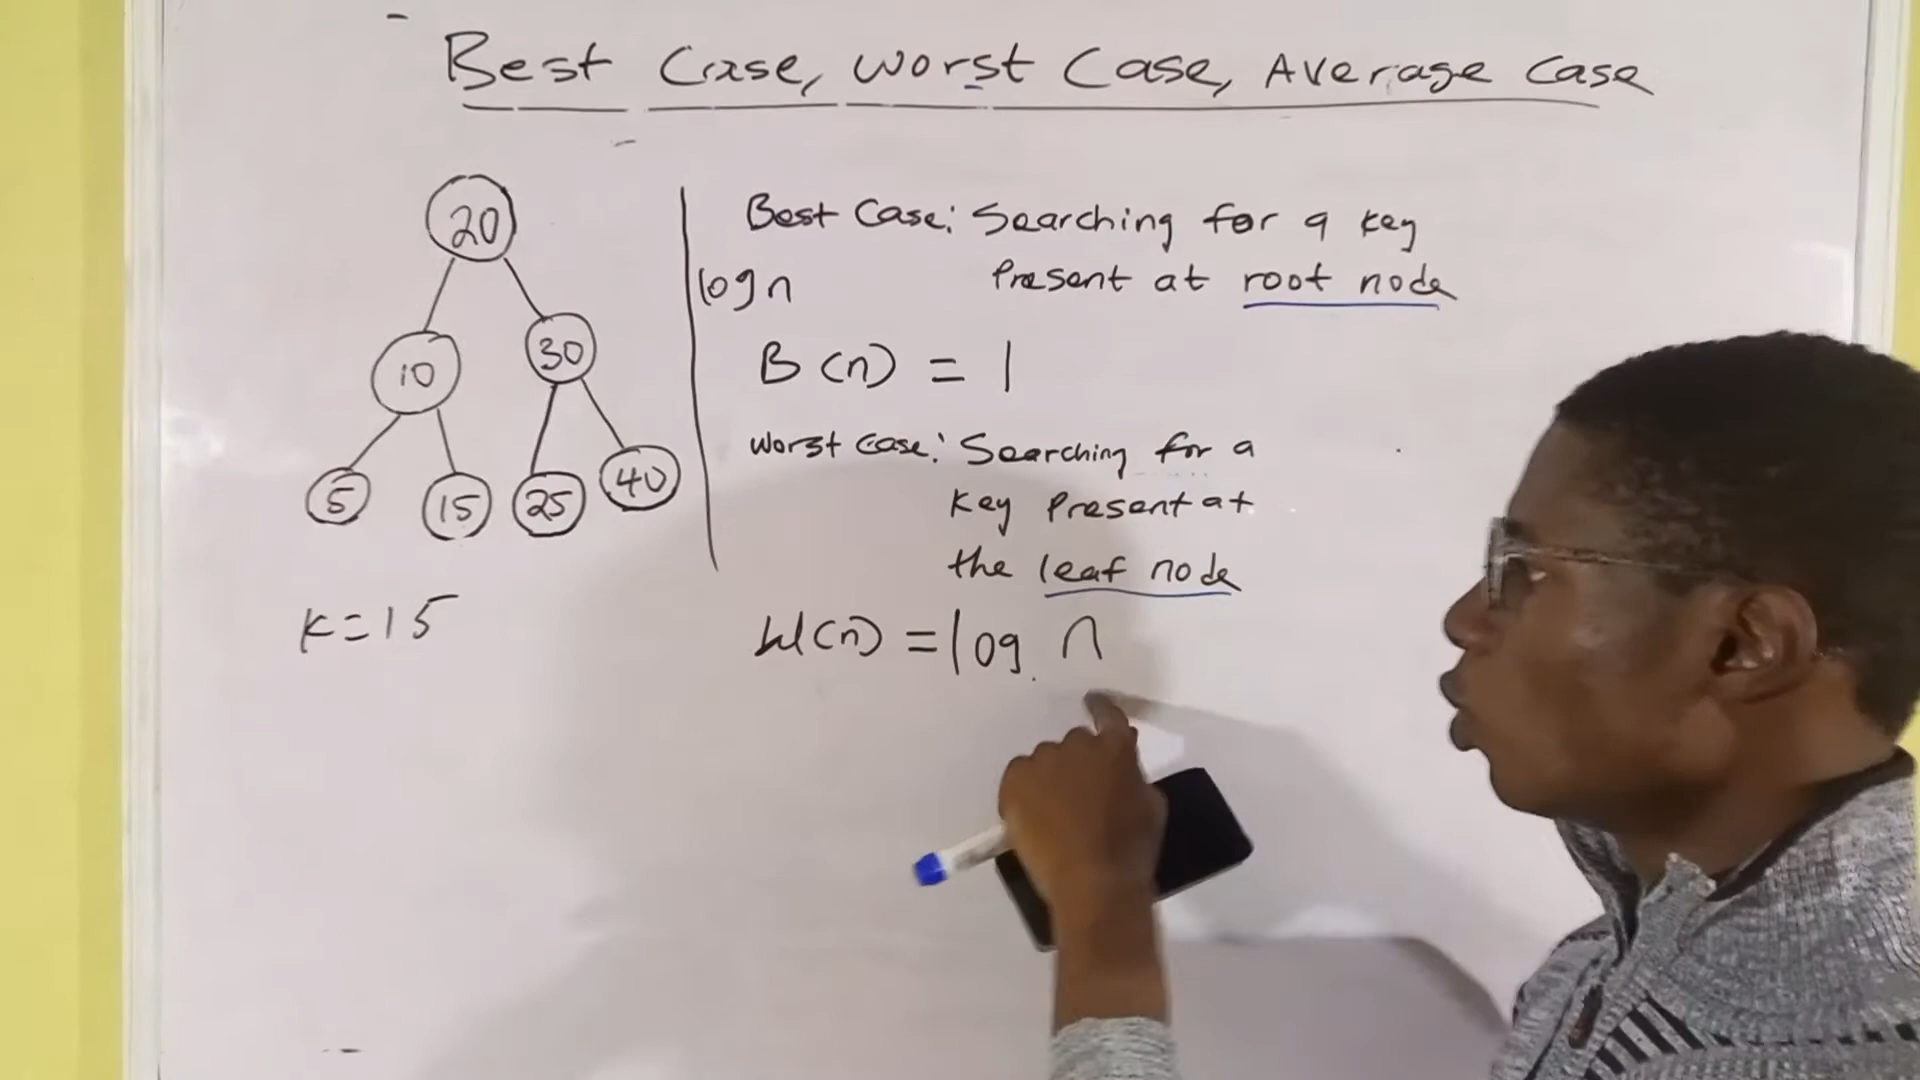 Best Case, Worst Case, Average Case
20
10
30
5
15
25
40
K=15
log n
Best Case: Searching for a key
Present at root node
B(n) = 1
Worst Case: Searching for a
Key Present at
the leaf node
W(n) = log n